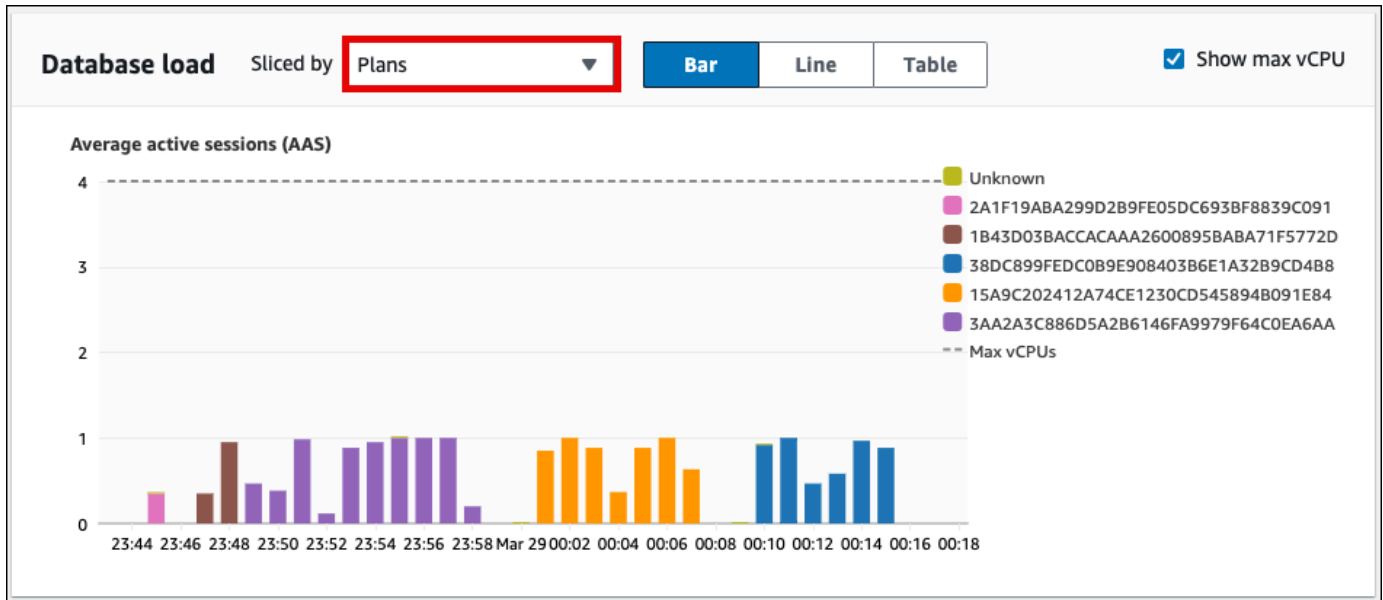 Database load Sliced by Plans Bar Line Table Show max vCPU
Average active sessions (AAS)
4
3
2
1
0
23:44 23:46 23:48 23:50 23:52 23:54 23:56 23:58 Mar 29 00:02 00:04 00:06 00:08 00:10 00:12 00:14 00:16 00:18
Unknown
2A1F19ABA299D2B9FE05DC693BF8839C091
1B43D03BACCACAAA2600895BABA71F5772D
38DC899FEDC0B9E908403B6E1A32B9CD4B8
15A9C202412A74CE1230CD545894B091E84
3AA2A3C886D5A2B6146FA9979F64C0EA6AA
Max vCPUs